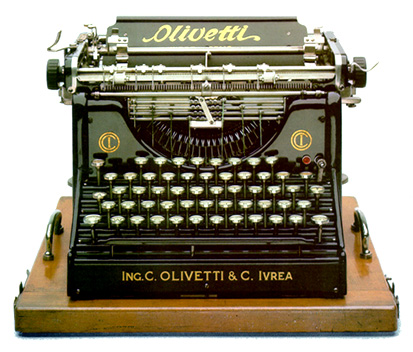 Olivetti
ING. C. OLIVETTI & C. IVREA